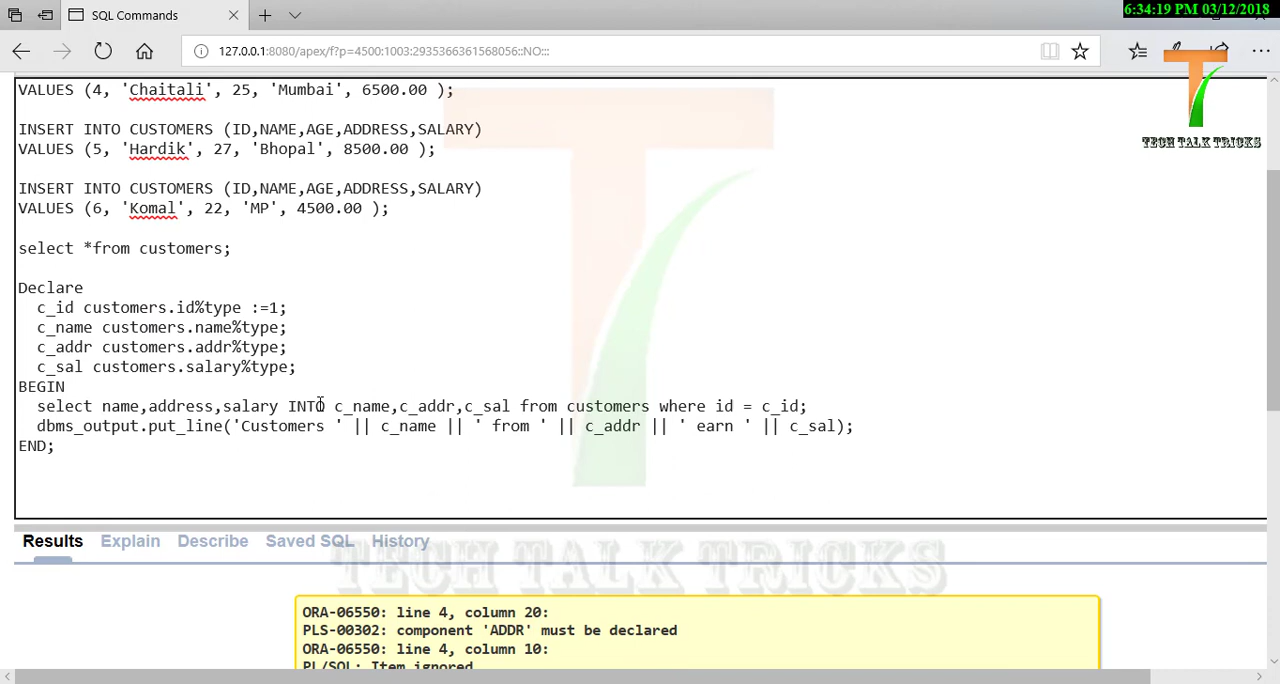 6:34:19 PM 03/12/2018
SQL Commands
127.0.0.1:8080/apex/f?p=4500:1003:2935366361568056::NO:::
VALUES (4, 'Chaitali', 25, 'Mumbai', 6500.00 );
INSERT INTO CUSTOMERS (ID,NAME,AGE,ADDRESS,SALARY)
VALUES (5, 'Hardik', 27, 'Bhopal', 8500.00 );
INSERT INTO CUSTOMERS (ID,NAME,AGE,ADDRESS,SALARY)
VALUES (6, 'Komal', 22, 'MP', 4500.00 );
select *from customers;
Declare
c_id customers.id%type :=1;
c_name customers.name%type;
c_addr customers.addr%type;
c_sal customers.salary%type;
BEGIN
select name,address,salary INTO c_name,c_addr,c_sal from customers where id = c_id;
dbms_output.put_line('Customers ' || c_name || ' from ' || c_addr || ' earn ' || c_sal);
END;
TECH TALK TRICKS
Results Explain Describe Saved SQL History
TECH TALK TRICKS
ORA-06550: line 4, column 20:
PLS-00302: component 'ADDR' must be declared
ORA-06550: line 4, column 10:
PL/SQL: Item ignored